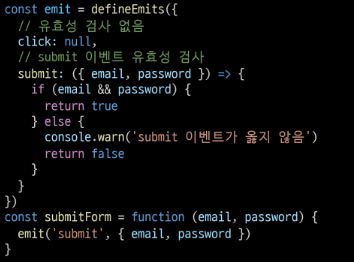 const emit = defineEmits({
  // 유효성 검사 없음
  click: null,
  // submit 이벤트 유효성 검사
  submit: ({ email, password }) => {
    if (email && password) {
      return true
    } else {
      console.warn('submit 이벤트가 옳지 않음')
      return false
    }
  }
})
const submitForm = function (email, password) {
  emit('submit', { email, password })
}